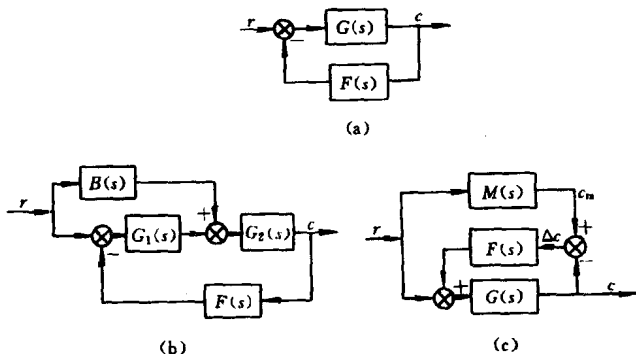 r
−
G(s)
c
F(s)
(a)
r
B(s)
−
G₁(s)
+
G₂(s)
c
F(s)
(b)
r
M(s)
cₘ
+
F(s)
Δc
−
+
G(s)
c
(c)